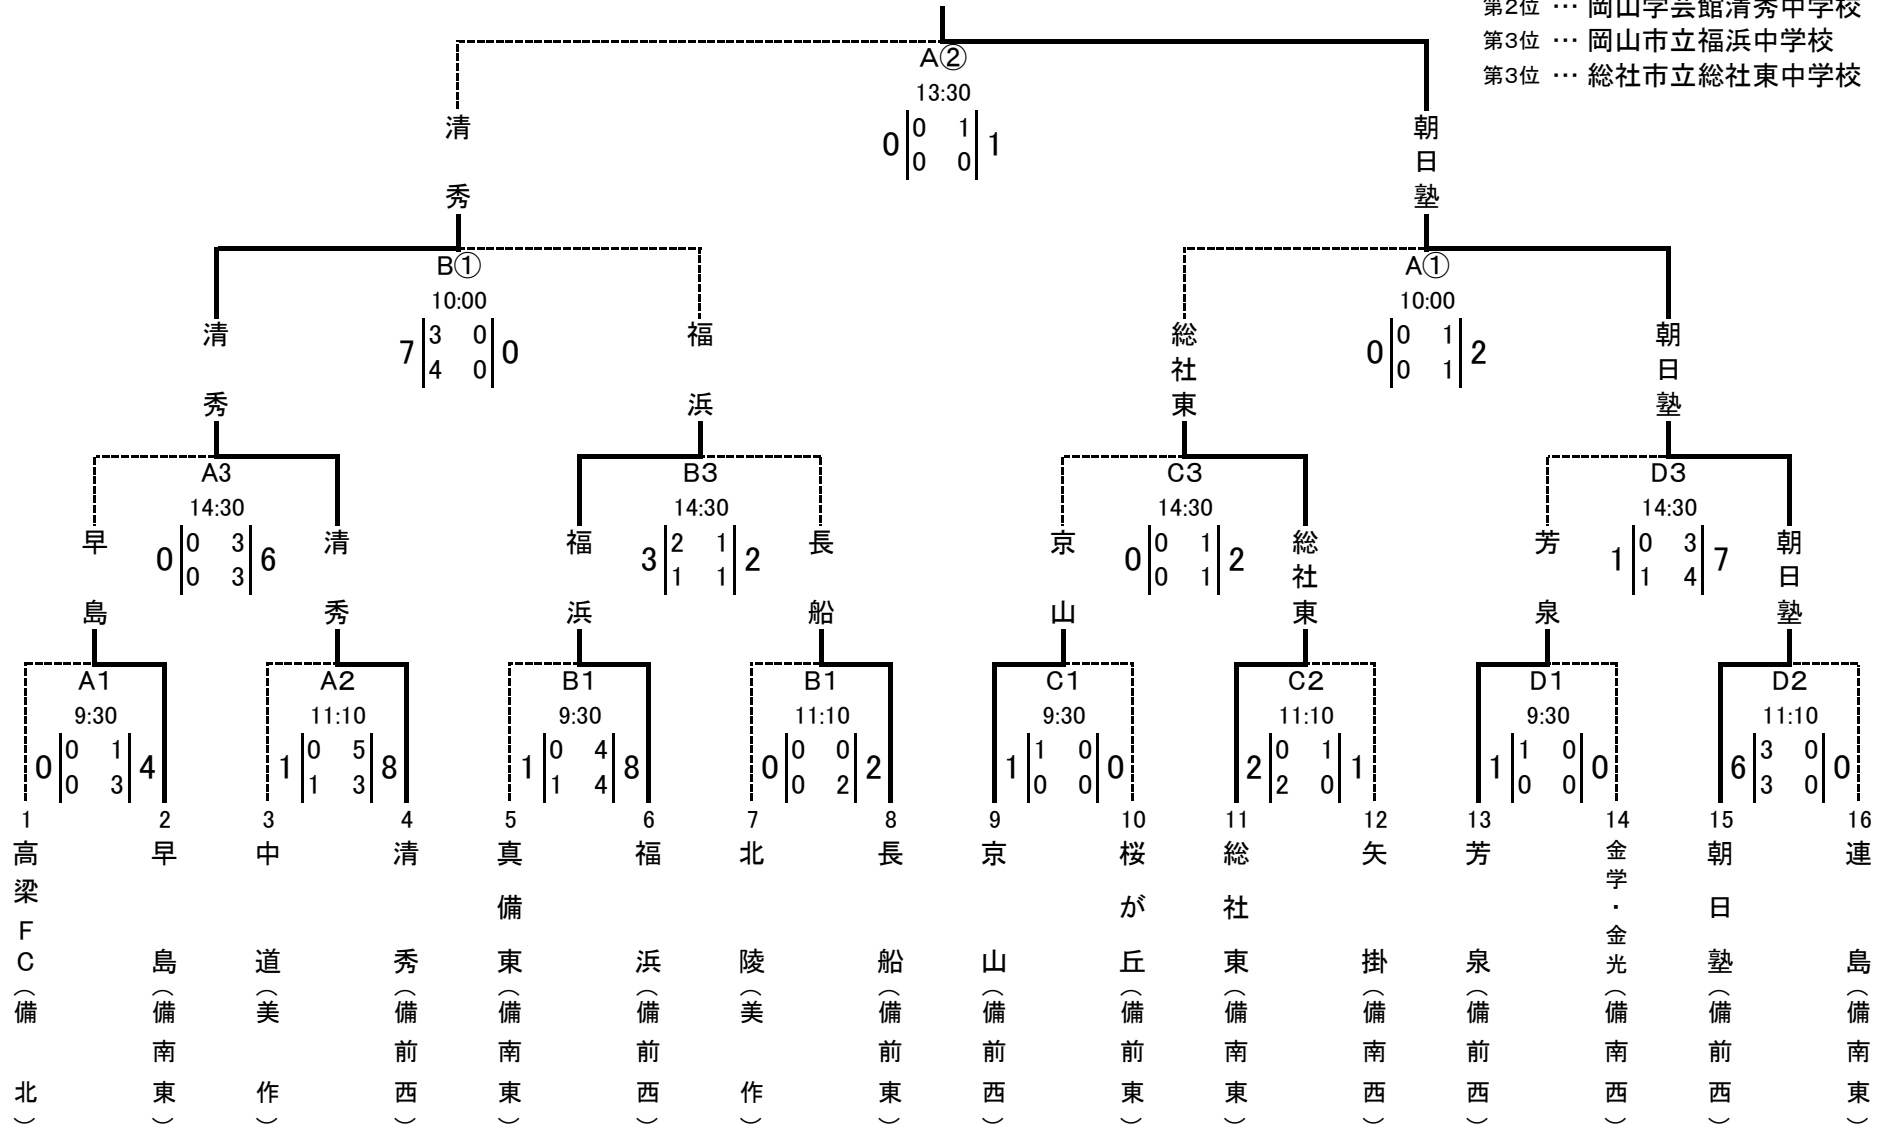 第2位 … 岡山学芸館清秀中学校
第3位 … 岡山市立福浜中学校
第3位 … 総社市立総社東中学校
A②
13:30
0 0 1 1
0 0
清秀
朝日塾
B①
10:00
7 3 0 0
4 0
A①
10:00
0 0 1 2
0 1
清秀
福浜
総社東
朝日塾
A3
14:30
0 0 3 6
0 3
B3
14:30
3 2 1 2
1 1
C3
14:30
0 0 1 2
0 1
D3
14:30
1 0 3 7
1 4
早島
清秀
福浜
長船
京山
総社東
芳泉
朝日塾
A1
9:30
0 0 1 4
0 3
A2
11:10
1 0 5 8
1 3
B1
9:30
1 0 4 8
1 4
B1
11:10
0 0 0 2
0 2
C1
9:30
1 1 0 0
0 0
C2
11:10
2 0 1 1
2 0
D1
9:30
1 1 0 0
0 0
D2
11:10
6 3 0 0
3 0
1 高梁FC(備北)
2 早島(備南東)
3 中道(美作)
4 清秀(備前西)
5 真備東(備南東)
6 福浜(備前西)
7 北陵(美作)
8 長船(備前東)
9 京山(備前西)
10 桜が丘(備前東)
11 総社東(備南東)
12 矢掛(備南西)
13 芳泉(備前西)
14 金学・金光(備南西)
15 朝日塾(備前西)
16 連島(備南東)